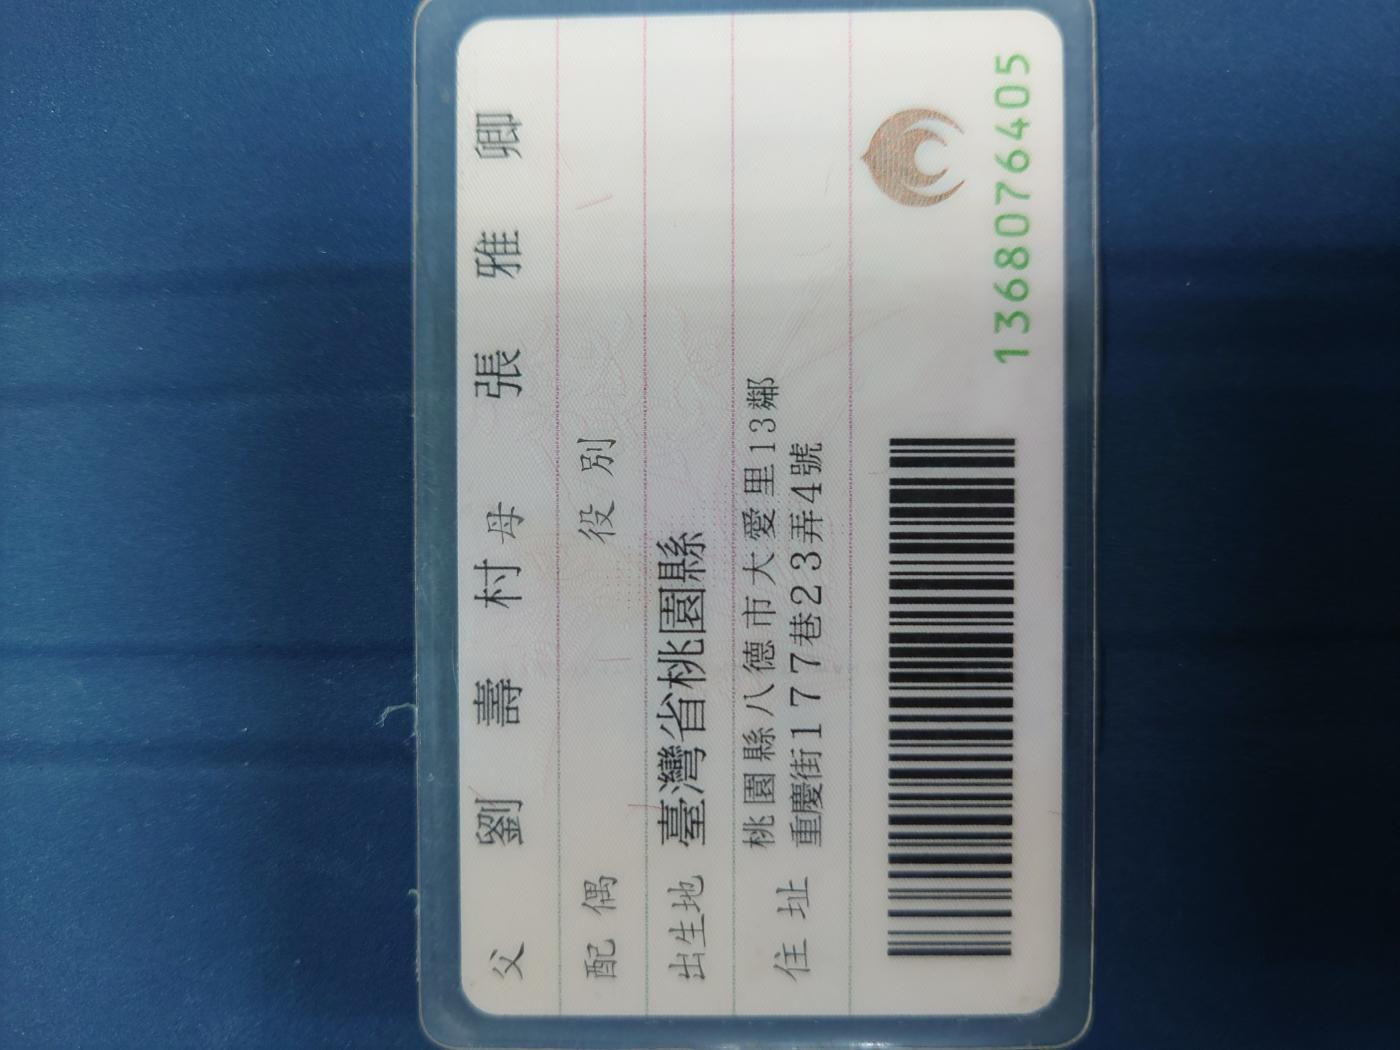 父 劉壽村 母 張雅卿
配偶 役別
出生地 臺灣省桃園縣
住址 桃園縣八德市大愛里13鄰
重慶街177巷23弄4號
1368076405